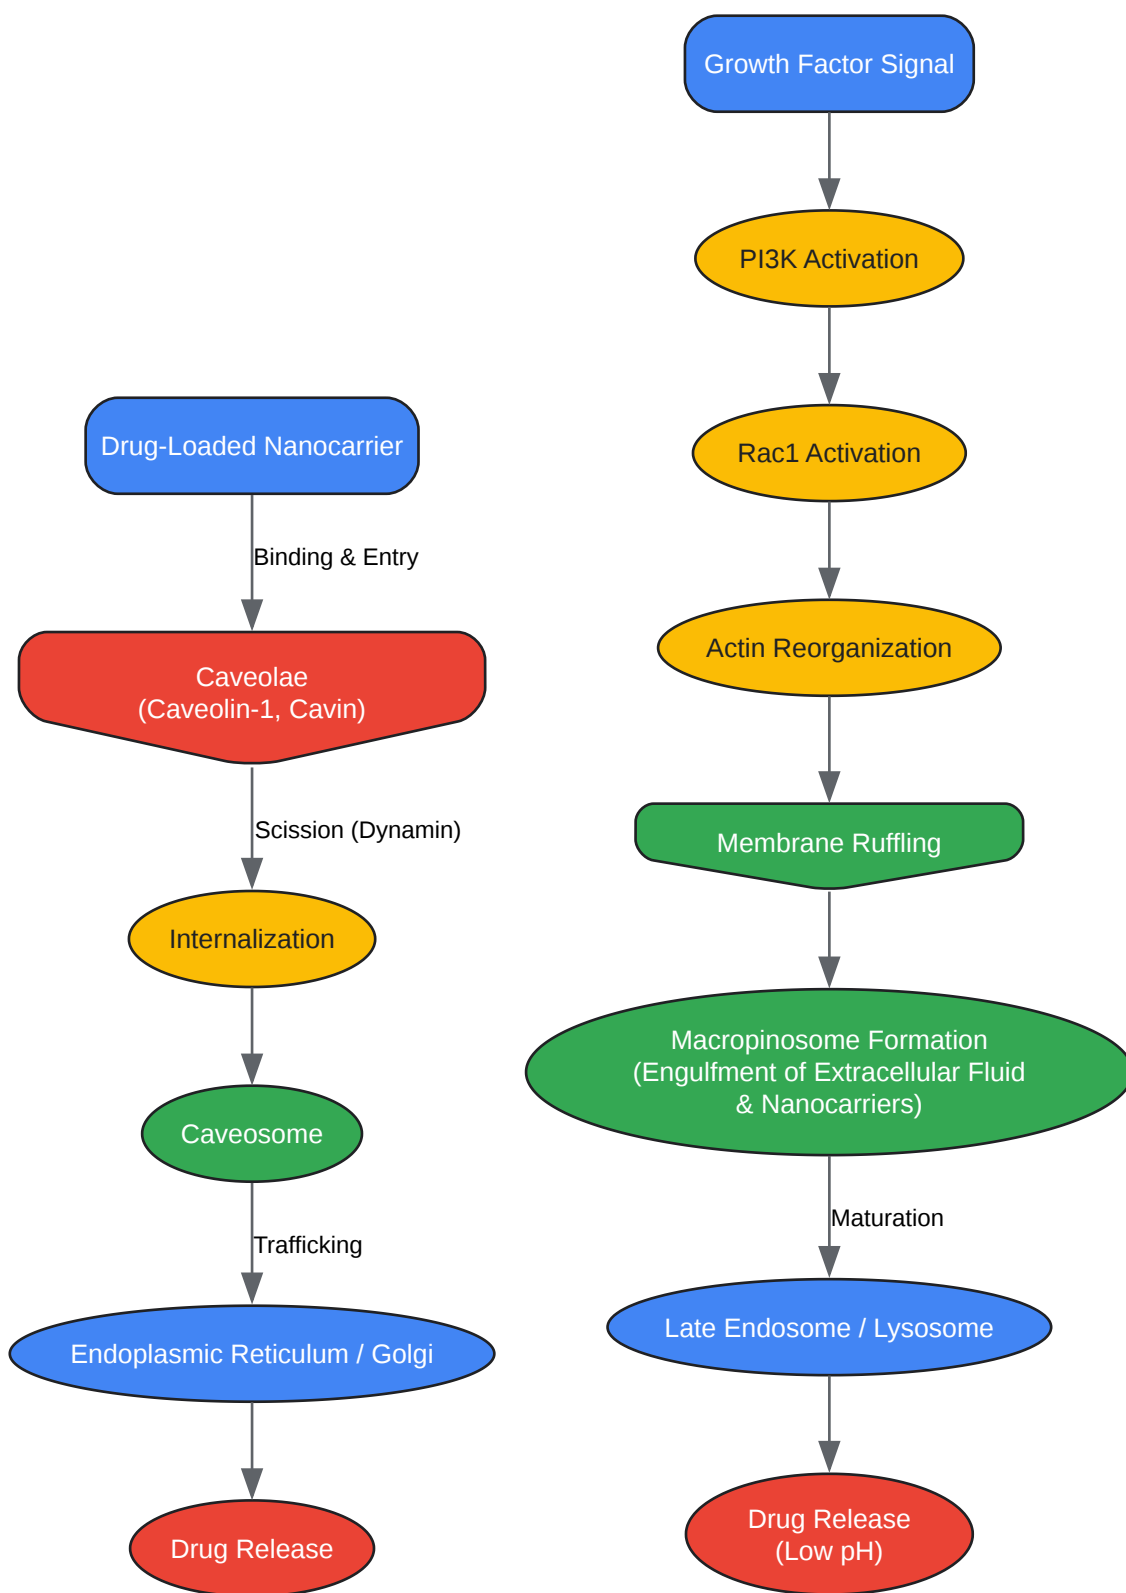 Drug-Loaded Nanocarrier
Binding & Entry
Caveolae
(Caveolin-1, Cavin)
Scission (Dynamin)
Internalization
Caveosome
Trafficking
Endoplasmic Reticulum / Golgi
Drug Release
Growth Factor Signal
PI3K Activation
Rac1 Activation
Actin Reorganization
Membrane Ruffling
Macropinosome Formation
(Engulfment of Extracellular Fluid
& Nanocarriers)
Maturation
Late Endosome / Lysosome
Drug Release
(Low pH)